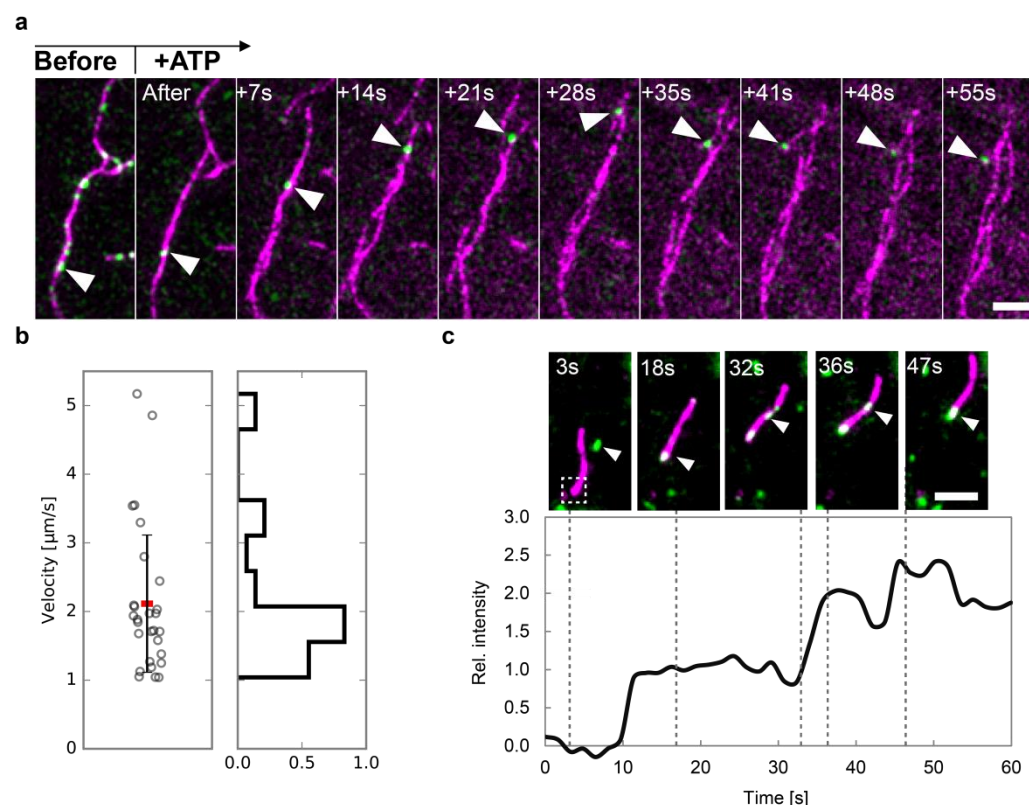 a
Before +ATP
After +7s +14s +21s +28s +35s +41s +48s +55s
b
c
3s 18s 32s 36s 47s
Velocity [µm/s]
5
4
3
2
1
0
0.0 0.5 1.0
Rel. intensity
3.0
2.5
2.0
1.5
1.0
0.0
0 10 20 30 40 50 60
Time [s]